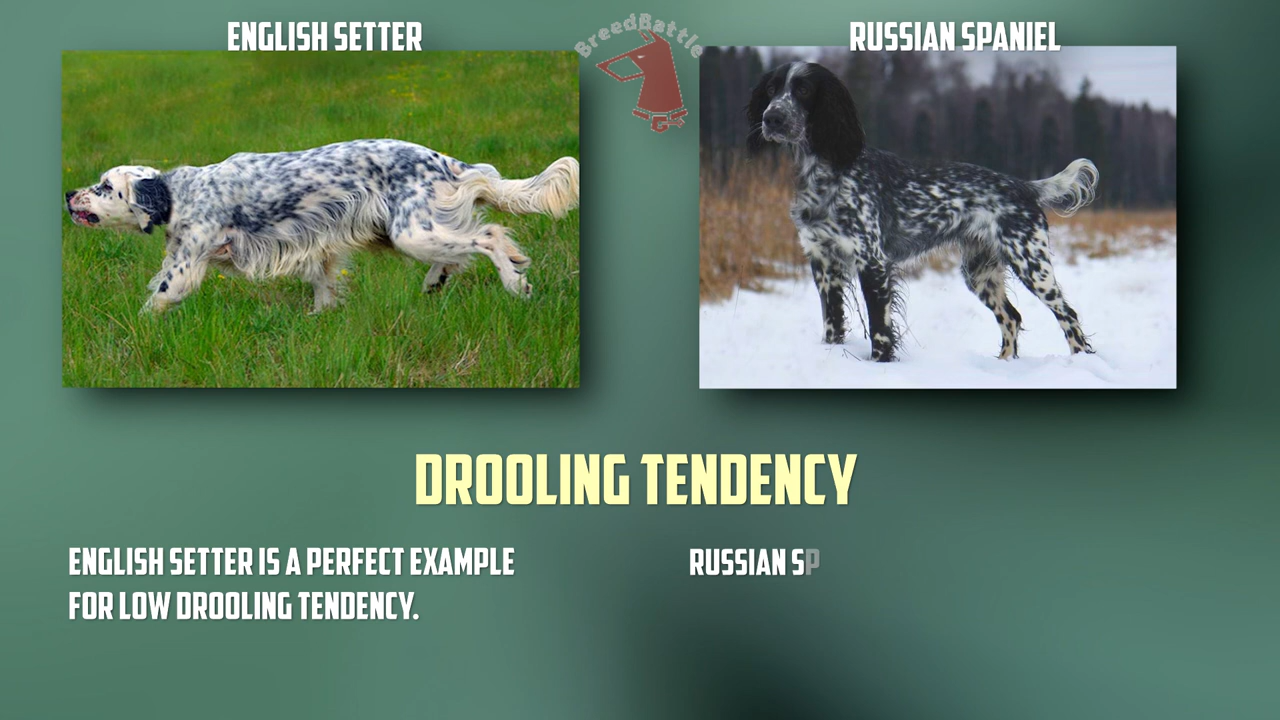 ENGLISH SETTER
BreedBattle
RUSSIAN SPANIEL
DROOLING TENDENCY
ENGLISH SETTER IS A PERFECT EXAMPLE
FOR LOW DROOLING TENDENCY.
RUSSIAN SP